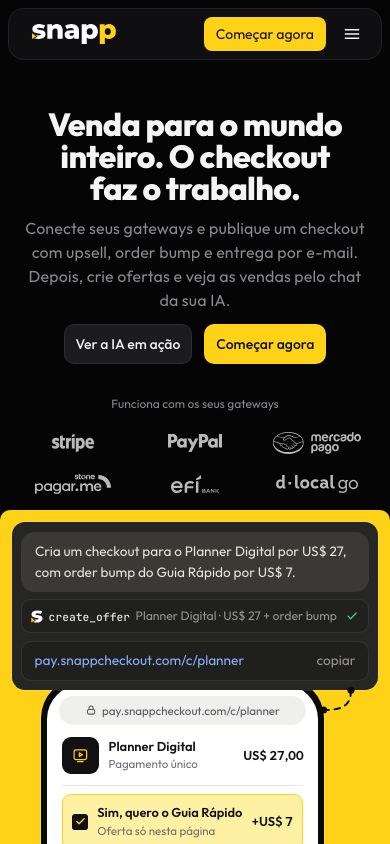 snapp
Começar agora
Venda para o mundo
inteiro. O checkout
faz o trabalho.
Conecte seus gateways e publique um checkout
com upsell, order bump e entrega por e-mail.
Depois, crie ofertas e veja as vendas pelo chat
da sua IA.
Ver a IA em ação
Começar agora
Funciona com os seus gateways
stripe
PayPal
mercado
pago
stone
pagar.me
efí BANK
d·local go
Cria um checkout para o Planner Digital por US$ 27,
com order bump do Guia Rápido por US$ 7.
S create_offer Planner Digital · US$ 27 + order bump
pay.snappcheckout.com/c/planner copiar
pay.snappcheckout.com/c/planner
Planner Digital
Pagamento único
US$ 27,00
Sim, quero o Guia Rápido
Oferta só nesta página
+US$ 7